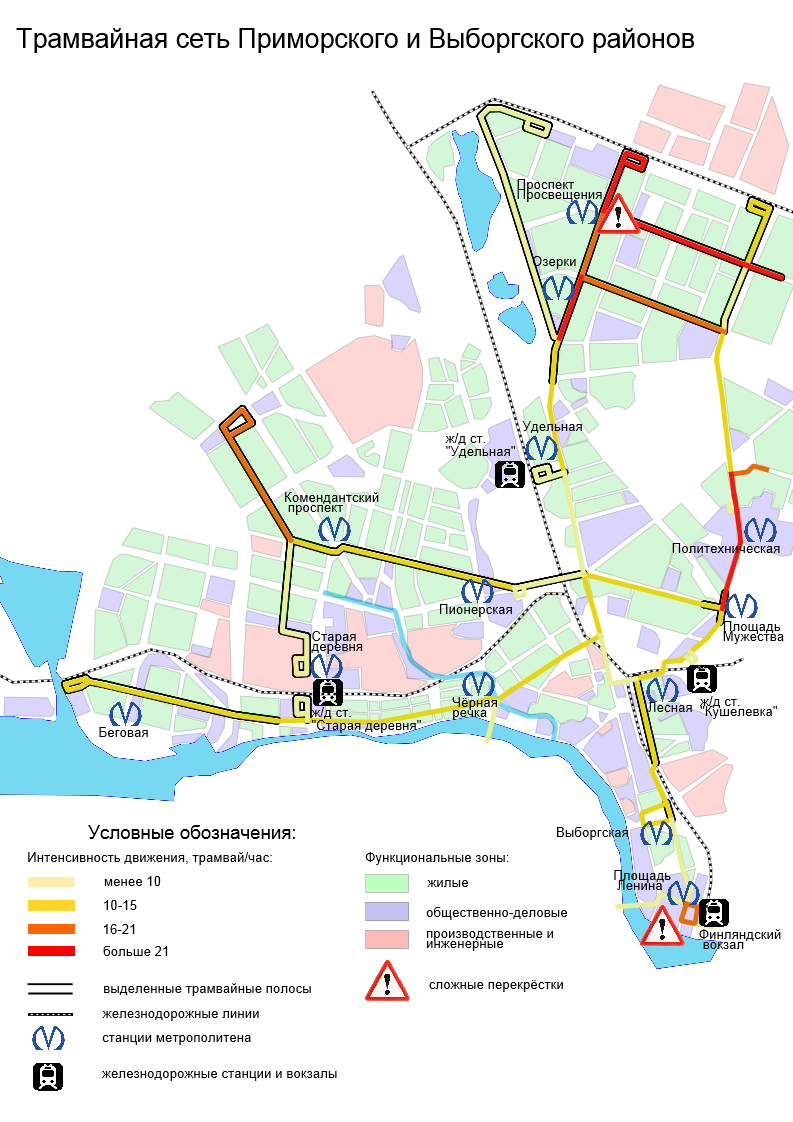 Трамвайная сеть Приморского и Выборгского районов
Проспект
Просвещения
Озерки
Удельная
ж/д ст.
"Удельная"
Комендантский
проспект
Политехническая
Пионерская
Площадь
Мужества
Старая
деревня
ж/д ст.
"Старая деревня"
Чёрная
речка
Лесная
ж/д ст.
"Кушелевка"
Беговая
Выборгская
Площадь
Ленина
Финляндский
вокзал
Условные обозначения:
Интенсивность движения, трамвай/час:
менее 10
10-15
16-21
больше 21
выделенные трамвайные полосы
железнодорожные линии
станции метрополитена
железнодорожные станции и вокзалы
Функциональные зоны:
жилые
общественно-деловые
производственные и
инженерные
сложные перекрёстки